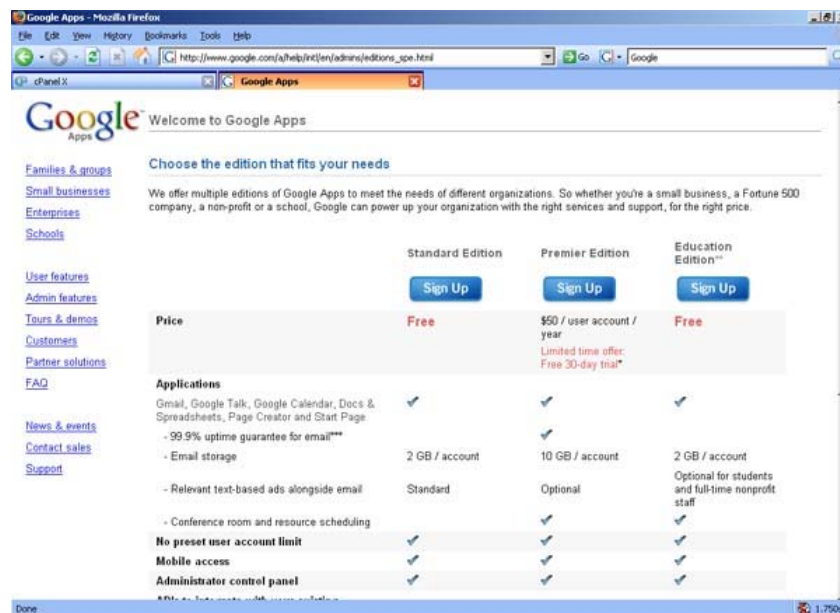 Google Apps - Mozilla Firefox
File Edit View History Bookmarks Tools Help
http://www.google.com/a/help/intl/en/admins/editions_spe.html Go Google
cPanel X Google Apps
Google Apps
Welcome to Google Apps
Families & groups
Small businesses
Enterprises
Schools
User features
Admin features
Tours & demos
Customers
Partner solutions
FAQ
News & events
Contact sales
Support
Choose the edition that fits your needs
We offer multiple editions of Google Apps to meet the needs of different organizations. So whether you're a small business, a Fortune 500
company, a non-profit or a school, Google can power up your organization with the right services and support, for the right price.
Standard Edition Premier Edition Education
Edition**
Sign Up Sign Up Sign Up
Price Free $50 / user account /
year Free
Limited time offer:
Free 30-day trial*
Applications
Gmail, Google Talk, Google Calendar, Docs &
Spreadsheets, Page Creator and Start Page
- 99.9% uptime guarantee for email***
- Email storage 2 GB / account 10 GB / account 2 GB / account
- Relevant text-based ads alongside email Standard Optional Optional for students
and full-time nonprofit
staff
- Conference room and resource scheduling
No preset user account limit
Mobile access
Administrator control panel
Done